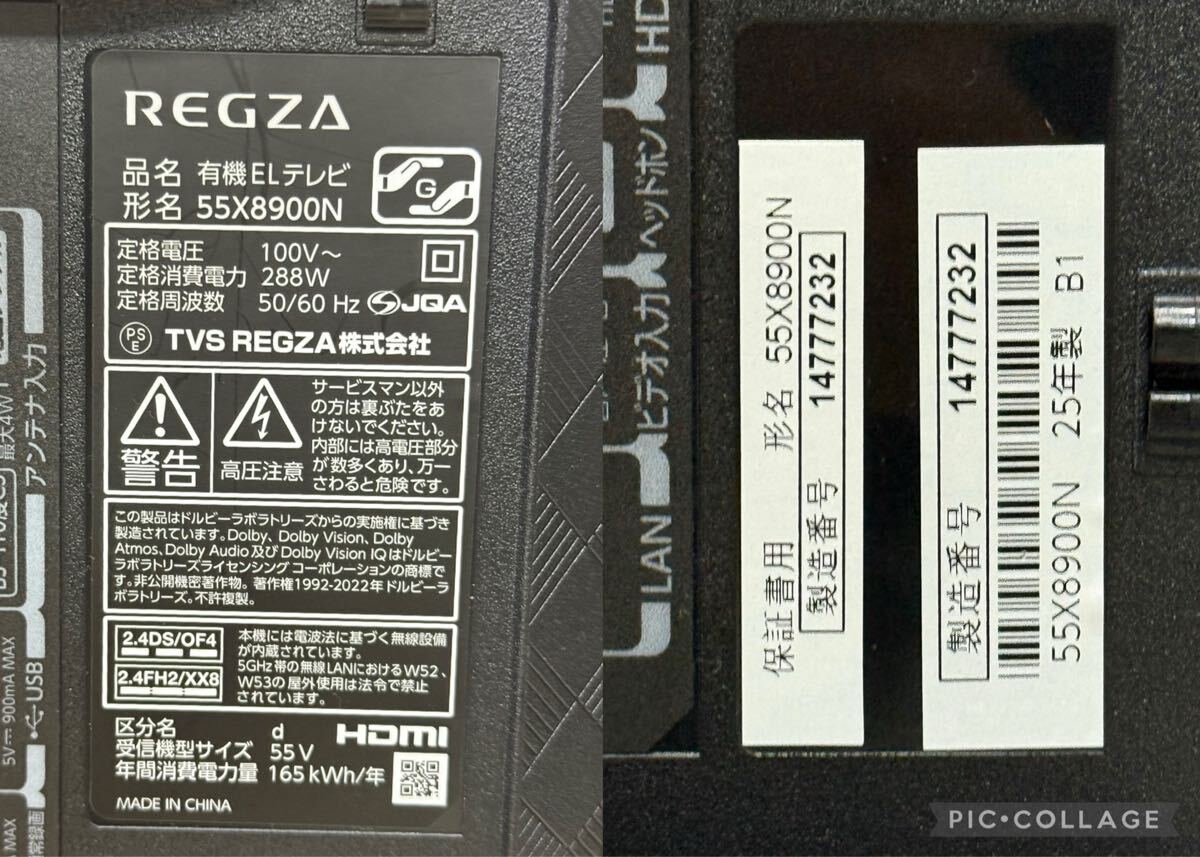 REGZA
品名 有機ELテレビ
形名 55X8900N
G
定格電圧 100V～
定格消費電力 288W
定格周波数 50/60 Hz
JQA
PS
E
TVS REGZA株式会社
警告
高圧注意
サービスマン以外
の方は裏ぶたをあ
けないでください。
内部には高電圧部分
が数多くあり、万一
さわると危険です。
この製品はドルビーラボラトリーズからの実施権に基づき
製造されています。Dolby、Dolby Vision、Dolby
Atmos、Dolby Audio 及び Dolby Vision IQ はドルビー
ラボラトリーズライセンシング コーポレーションの商標で
す。非公開機密著作物。著作権1992-2022年ドルビーラ
ボラトリーズ。不許複製。
2.4DS/OF4
2.4FH2/XX8
本機には電波法に基づく無線設備
が内蔵されています。
5GHz 帯の無線LANにおけるW52、
W53の屋外使用は法令で禁止
されています。
区分名 d
受信機型サイズ 55 V
年間消費電力量 165 kWh/年
HDMI
MADE IN CHINA
アンテナ入力
最大4W
USB
5V 900mA MAX
MAX
常録画
HD
ヘッドホン
ビデオ入力
LAN
保証書用 形名 55X8900N
製造番号 14777232
製造番号 14777232
55X8900N 25年製 B1
PIC•COLLAGE